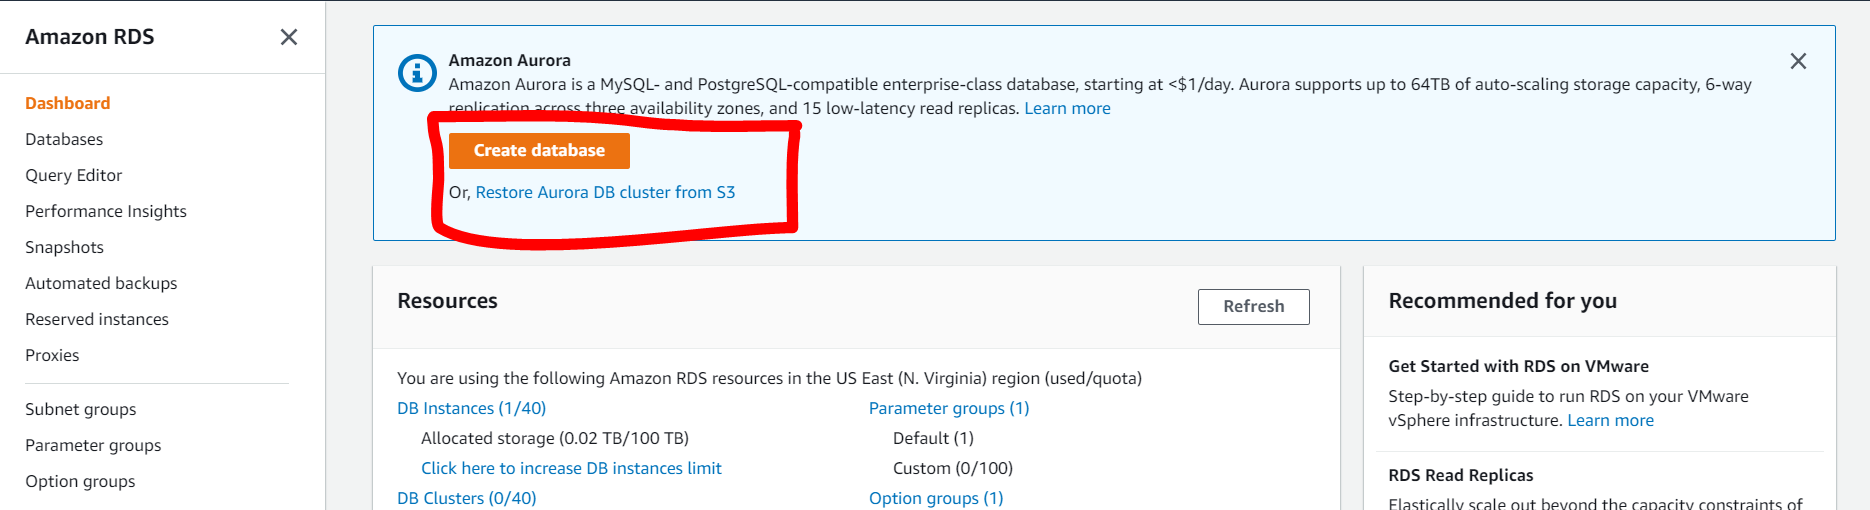 Amazon RDS
Dashboard
Databases
Query Editor
Performance Insights
Snapshots
Automated backups
Reserved instances
Proxies
Subnet groups
Parameter groups
Option groups
Amazon Aurora
Amazon Aurora is a MySQL- and PostgreSQL-compatible enterprise-class database, starting at <$1/day. Aurora supports up to 64TB of auto-scaling storage capacity, 6-way
replication across three availability zones, and 15 low-latency read replicas. Learn more
Create database
Or, Restore Aurora DB cluster from S3
Resources
Refresh
You are using the following Amazon RDS resources in the US East (N. Virginia) region (used/quota)
DB Instances (1/40)
Allocated storage (0.02 TB/100 TB)
Click here to increase DB instances limit
DB Clusters (0/40)
Parameter groups (1)
Default (1)
Custom (0/100)
Option groups (1)
Recommended for you
Get Started with RDS on VMware
Step-by-step guide to run RDS on your VMware
vSphere infrastructure. Learn more
RDS Read Replicas
Elastically scale out beyond the capacity constraints of